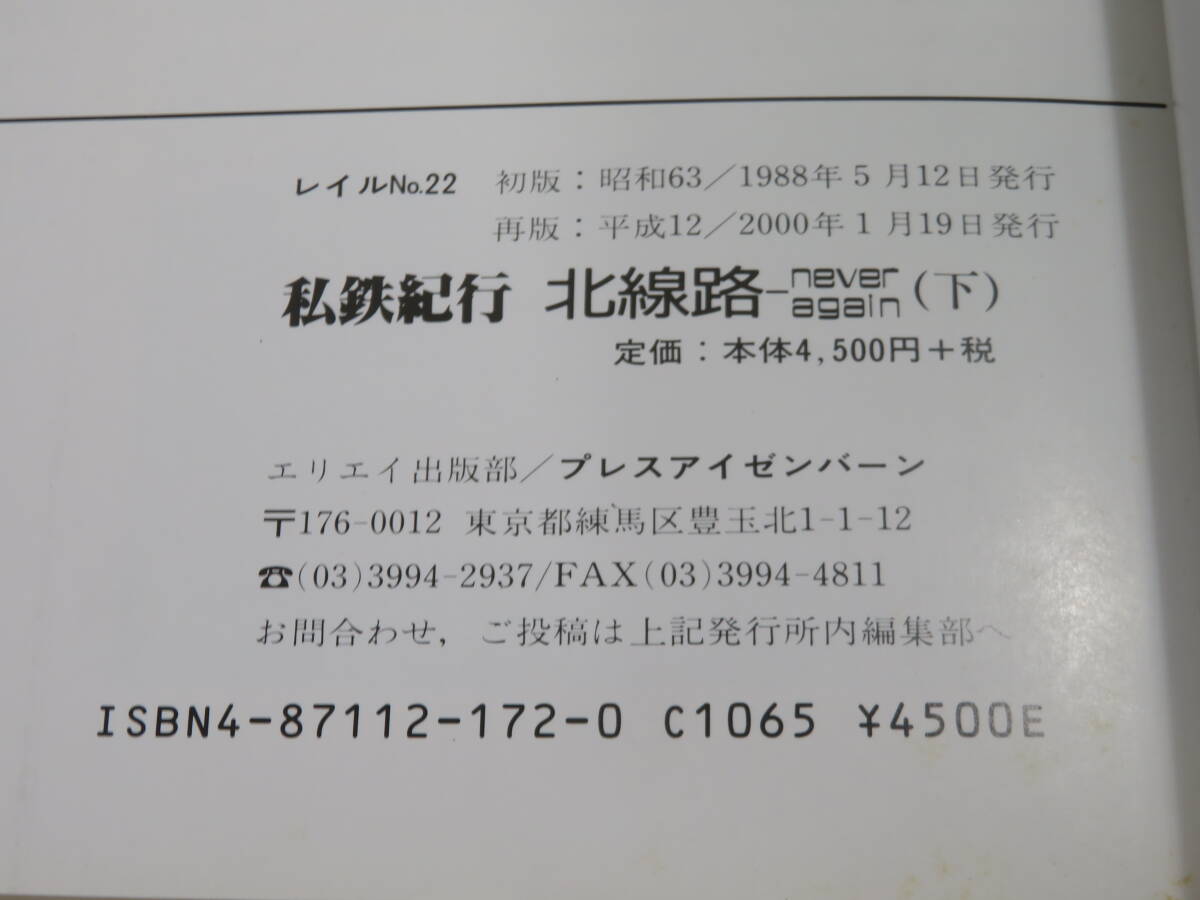 レイルNo.22 初版：昭和63／1988年5月12日発行
再版：平成12／2000年1月19日発行
私鉄紀行 北線路-never again（下）
定価：本体4,500円＋税
エリエイ出版部／プレスアイゼンバーン
〒176-0012 東京都練馬区豊玉北1-1-12
☎(03)3994-2937/FAX(03)3994-4811
お問合わせ，ご投稿は上記発行所内編集部へ
ISBN4-87112-172-0 C1065 ¥4500E